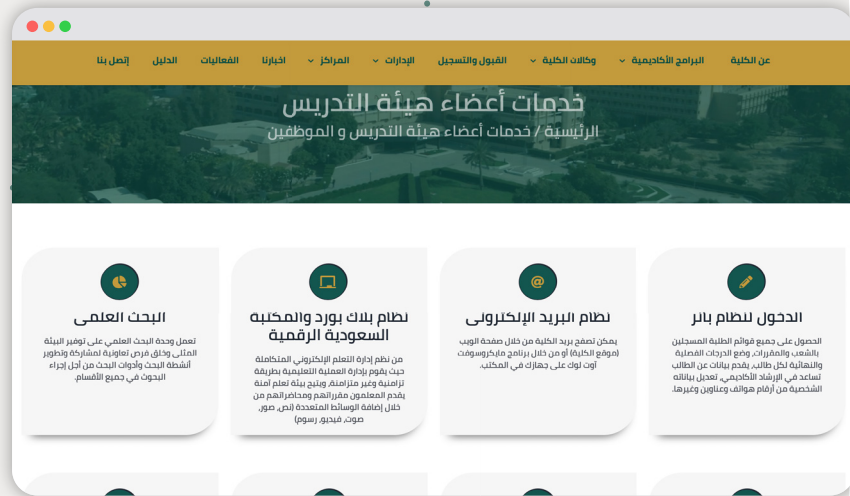 عن الكلية البرامج الأكاديمية وكالات الكلية القبول والتسجيل الإدارات المراكز اخبارنا الفعاليات الدليل إتصل بنا
خدمات أعضاء هيئة التدريس
الرئيسية / خدمات أعضاء هيئة التدريس و الموظفين
الدخول لنظام بانر
الحصول على جميع قوائم الطلبة المسجلين
بالشعب والمقررات، وضع الدرجات الفصلية
والنهائية لكل طالب، يقدم بيانات عن الطالب
تساعد في الإرشاد الأكاديمي، تعديل بياناته
الشخصية من أرقام هواتف وعناوين وغيرها.
نظام البريد الإلكتروني
يمكن تصفح بريد الكلية من خلال صفحة الويب
(موقع الكلية) أو من خلال برنامج مايكروسوفت
آوت لوك على جهازك في المكتب.
نظام بلاك بورد والمكتبة
السعودية الرقمية
من نظم إدارة التعلم الإلكتروني المتكاملة
حيث يقوم بإدارة العملية التعليمية بطريقة
تزامنية وغير متزامنة، ويتيح بيئة تعلم آمنة
يقدم المعلمون مقرراتهم ومحاضراتهم من
خلال إضافة الوسائط المتعددة (نص, صور,
صوت, فيديو, رسوم)
البحث العلمي
تعمل وحدة البحث العلمي على توفير البيئة
المثلى وخلق فرص تعاونية لمشاركة وتطوير
أنشطة البحث وأدوات البحث من أجل إجراء
البحوث في جميع الأقسام.